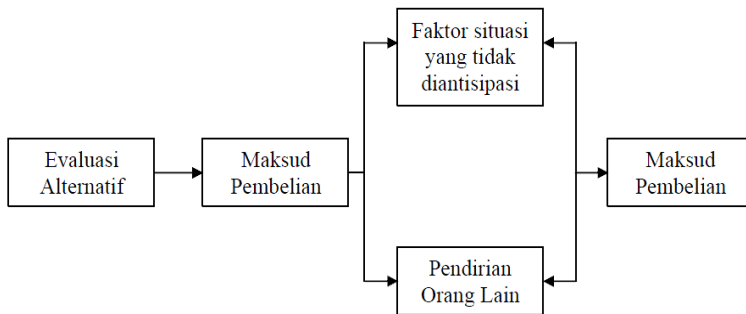 Faktor situasi
yang tidak
diantisipasi
Evaluasi
Alternatif
Maksud
Pembelian
Maksud
Pembelian
Pendirian
Orang Lain